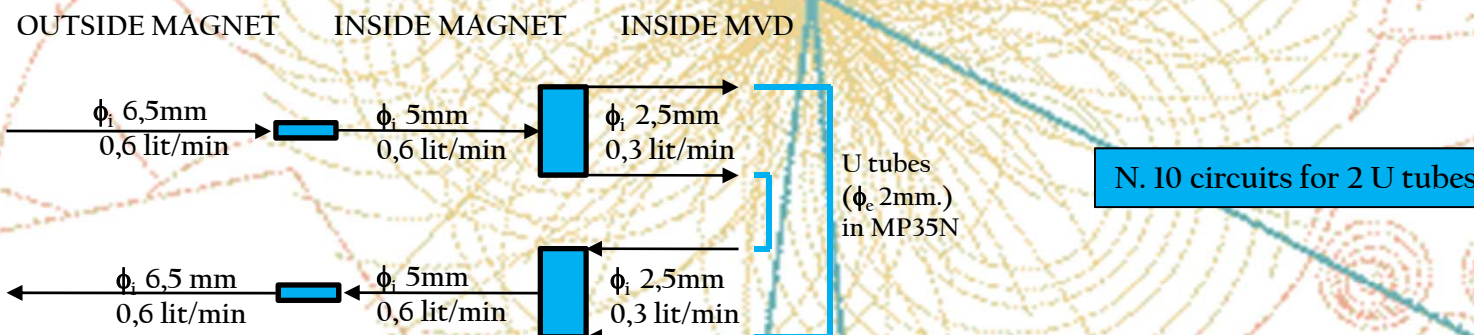 OUTSIDE MAGNET INSIDE MAGNET INSIDE MVD
ϕi 6,5mm
0,6 lit/min
ϕi 5mm
0,6 lit/min
ϕi 2,5mm
0,3 lit/min
U tubes
(ϕe 2mm.)
in MP35N
N. 10 circuits for 2 U tubes
ϕi 6,5 mm
0,6 lit/min
ϕi 5mm
0,6 lit/min
ϕi 2,5mm
0,3 lit/min